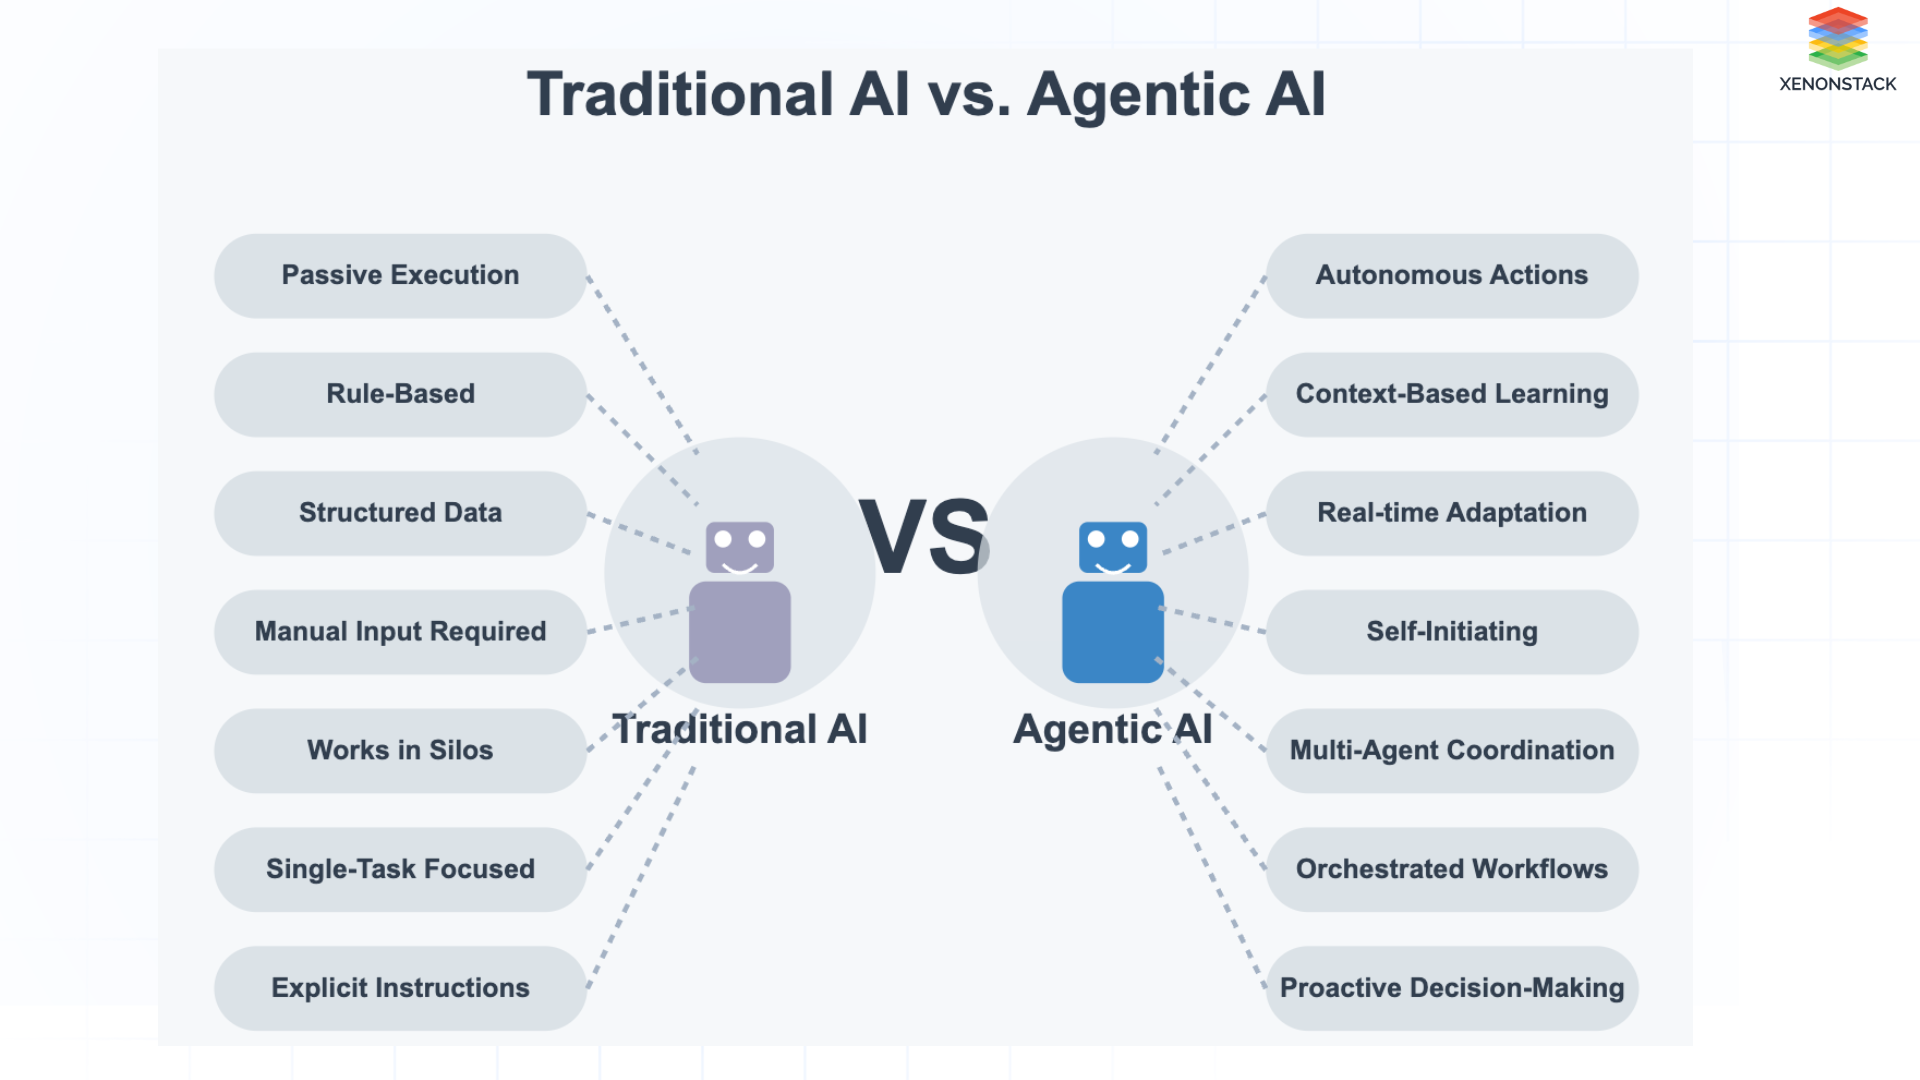 XENONSTACK
Traditional AI vs. Agentic AI
Passive Execution
Rule-Based
Structured Data
Manual Input Required
Works in Silos
Single-Task Focused
Explicit Instructions
VS
Traditional AI
Agentic AI
Autonomous Actions
Context-Based Learning
Real-time Adaptation
Self-Initiating
Multi-Agent Coordination
Orchestrated Workflows
Proactive Decision-Making